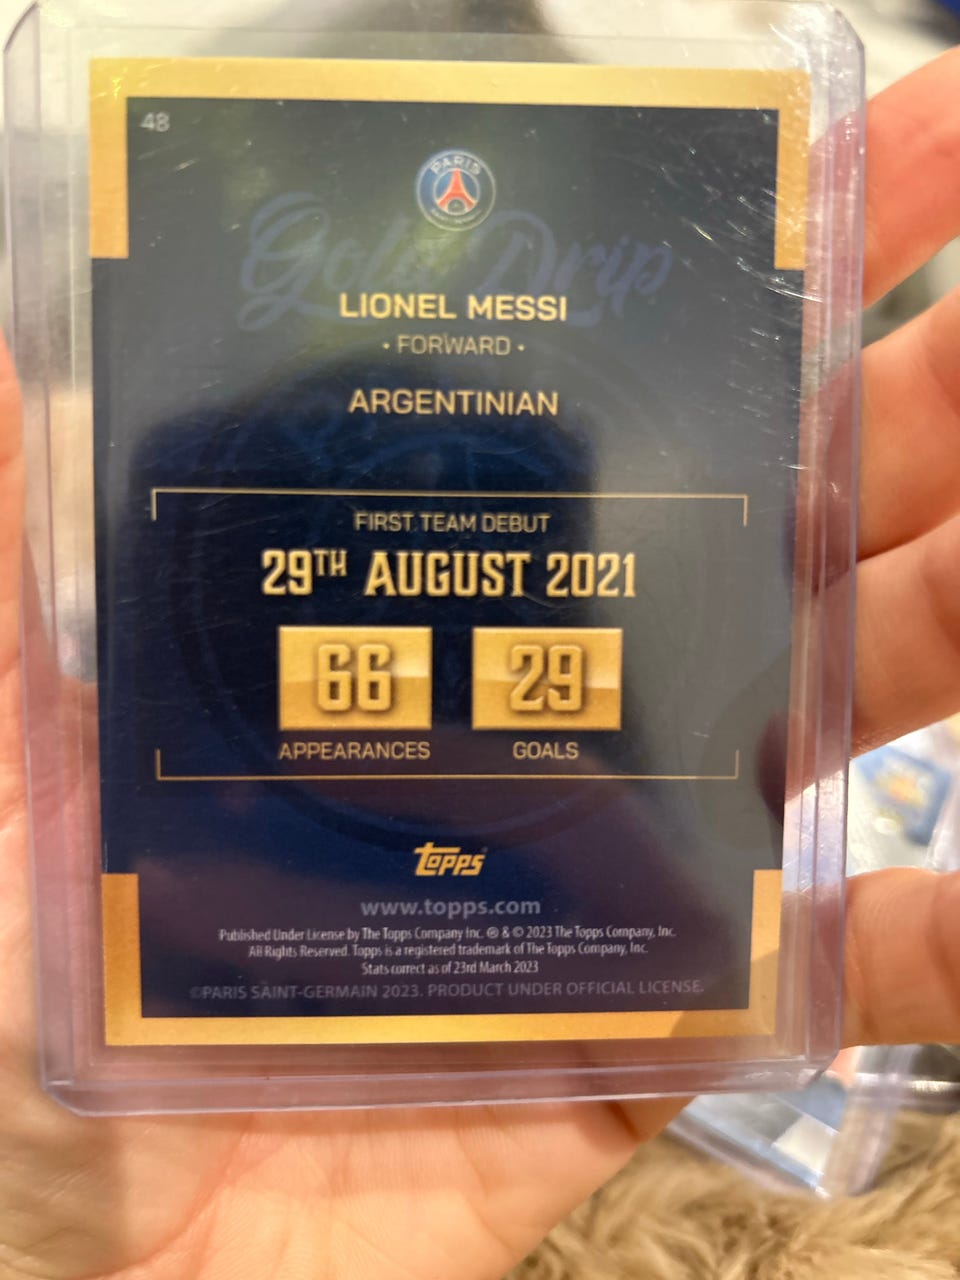 48
PARIS
SAINT-GERMAIN
Gold Drip
LIONEL MESSI
• FORWARD •
ARGENTINIAN
FIRST TEAM DEBUT
29TH AUGUST 2021
66 29
APPEARANCES GOALS
topps
www.topps.com
Published Under License by The Topps Company Inc. ® & © 2023 The Topps Company, Inc.
All Rights Reserved. Topps is a registered trademark of The Topps Company, Inc.
Stats correct as of 23rd March 2023
©PARIS SAINT-GERMAIN 2023. PRODUCT UNDER OFFICIAL LICENSE.